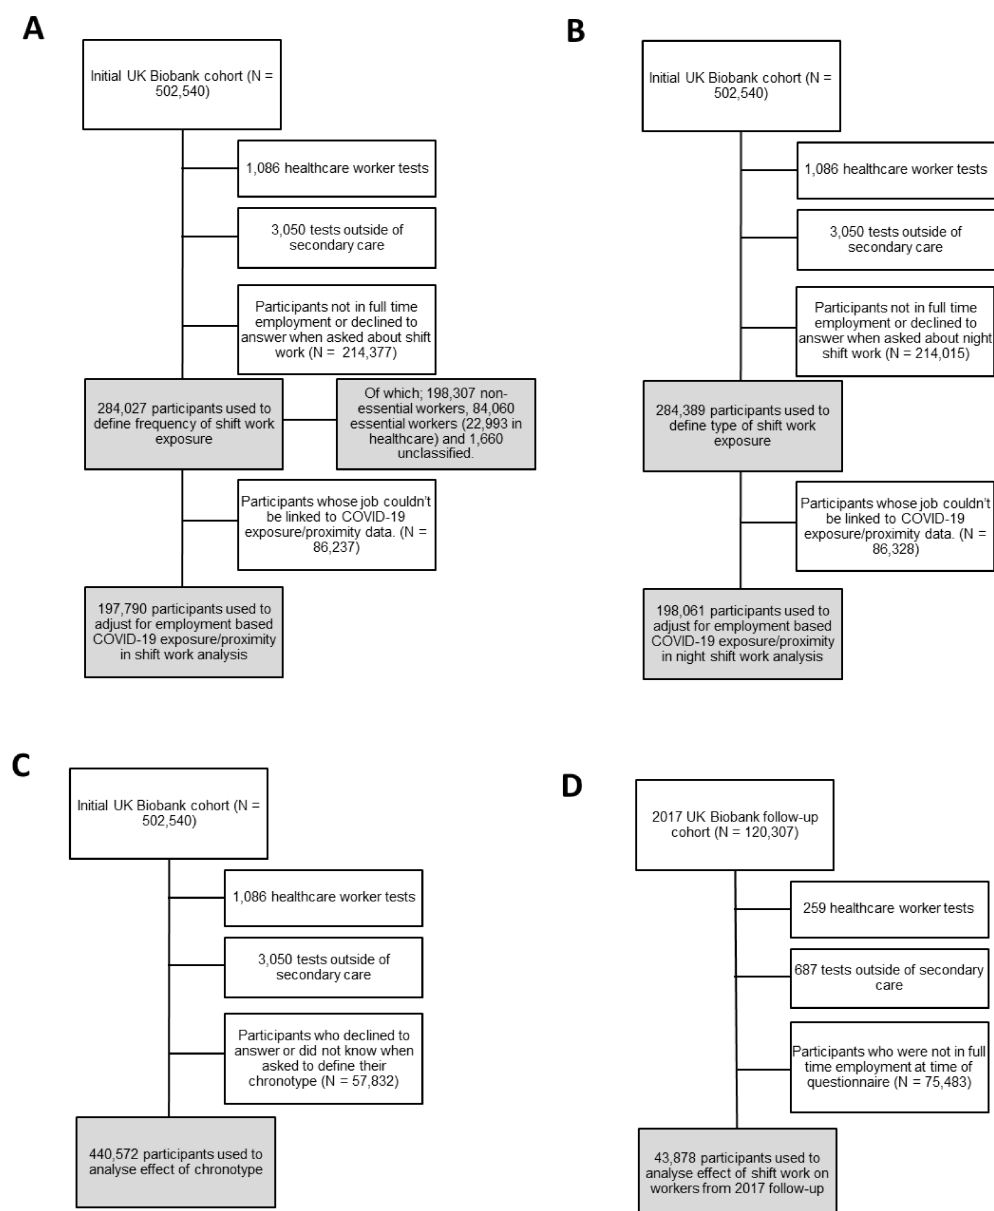 A
Initial UK Biobank cohort (N =
502,540)
1,086 healthcare worker tests
3,050 tests outside of
secondary care
Participants not in full time
employment or declined to
answer when asked about shift
work (N =  214,377)
284,027 participants used to
define frequency of shift work
exposure
Of which; 198,307 non-
essential workers, 84,060
essential workers (22,993 in
healthcare) and 1,660
unclassified.
Participants whose job couldn't
be linked to COVID-19
exposure/proximity data. (N =
86,237)
197,790 participants used to
adjust for employment based
COVID-19 exposure/proximity
in shift work analysis
B
Initial UK Biobank cohort (N =
502,540)
1,086 healthcare worker tests
3,050 tests outside of
secondary care
Participants not in full time
employment or declined to
answer when asked about night
shift work (N = 214,015)
284,389 participants used to
define type of shift work
exposure
Participants whose job couldn't
be linked to COVID-19
exposure/proximity data. (N =
86,328)
198,061 participants used to
adjust for employment based
COVID-19 exposure/proximity
in night shift work analysis
C
Initial UK Biobank cohort (N =
502,540)
1,086 healthcare worker tests
3,050 tests outside of
secondary care
Participants who declined to
answer or did not know when
asked to define their
chronotype (N = 57,832)
440,572 participants used to
analyse effect of chronotype
D
2017 UK Biobank follow-up
cohort (N = 120,307)
259 healthcare worker tests
687 tests outside of secondary
care
Participants who were not in full
time employment at time of
questionnaire (N = 75,483)
43,878 participants used to
analyse effect of shift work on
workers from 2017 follow-up